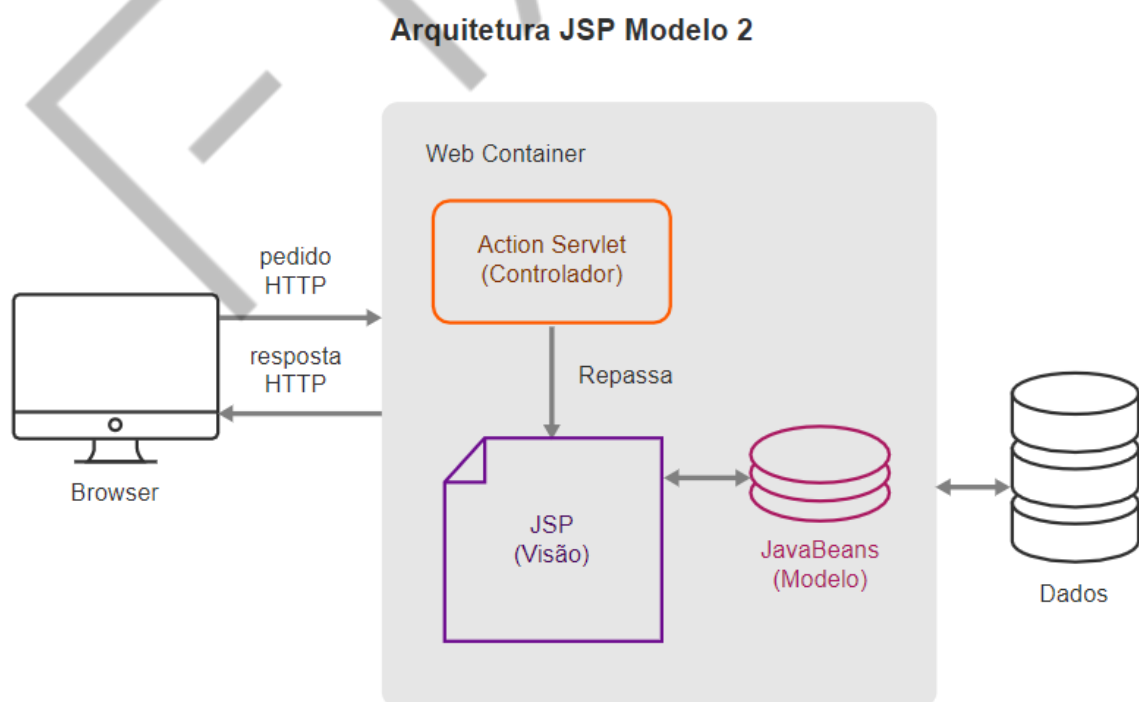 Arquitetura JSP Modelo 2
Web Container
Action Servlet
(Controlador)
pedido
HTTP
resposta
HTTP
Repassa
Browser
JSP
(Visão)
JavaBeans
(Modelo)
Dados